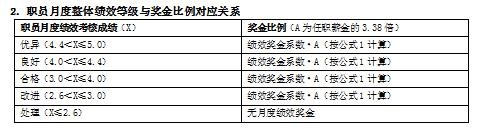 2. 职员月度整体绩效等级与奖金比例对应关系
职员月度绩效考核成绩（X） 奖金比例（A为任职薪金的3.38倍）
优异（4.4＜X≤5.0） 绩效奖金系数·A（按公式1计算）
良好（4.0＜X≤4.4） 绩效奖金系数·A（按公式1计算）
合格（3.0＜X≤4.0） 绩效奖金系数·A（按公式1计算）
改进（2.6＜X≤3.0） 绩效奖金系数·A（按公式1计算）
处理（X≤2.6） 无月度绩效奖金